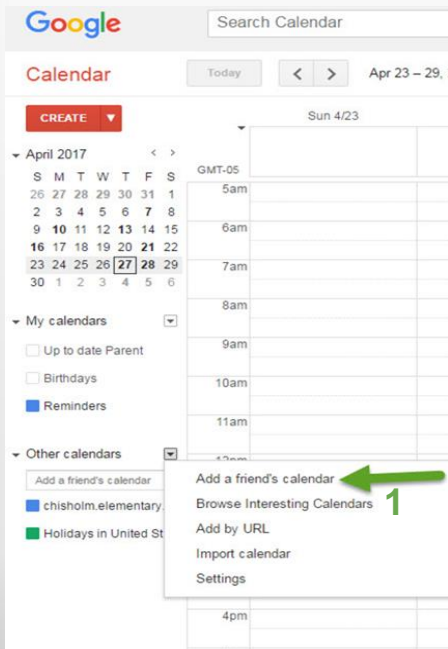 Google
Search Calendar
Calendar
Today < > Apr 23 – 29,
CREATE
April 2017 < >
S M T W T F S
26 27 28 29 30 31 1
2 3 4 5 6 7 8
9 10 11 12 13 14 15
16 17 18 19 20 21 22
23 24 25 26 27 28 29
30 1 2 3 4 5 6
My calendars
Up to date Parent
Birthdays
Reminders
Other calendars
Add a friend's calendar
chisholm.elementary
Holidays in United St
Sun 4/23
GMT-05
5am
6am
7am
8am
9am
10am
11am
12pm
Add a friend's calendar
Browse Interesting Calendars
1
Add by URL
Import calendar
Settings
4pm